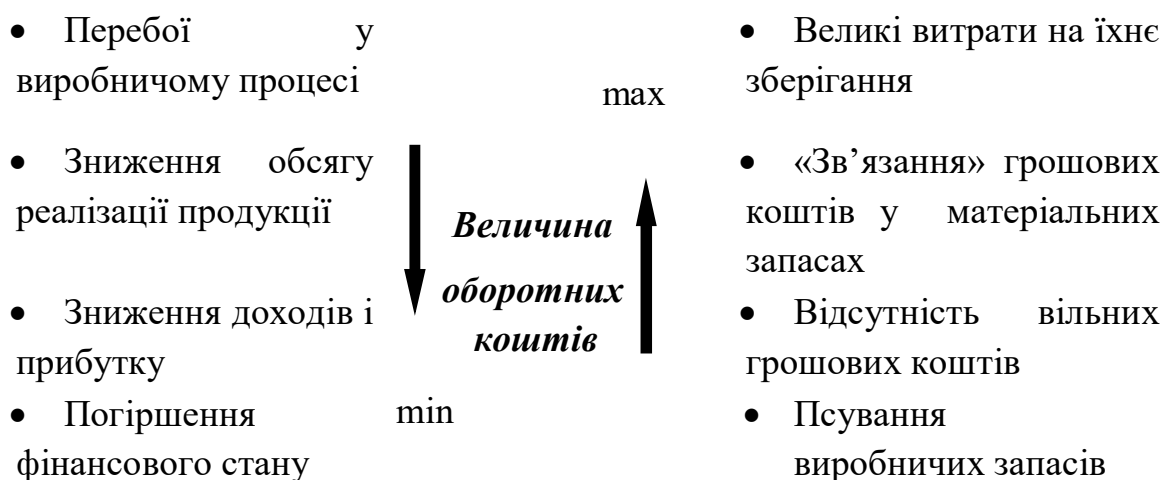 • Перебої у
виробничому процесі
• Зниження обсягу
реалізації продукції
• Зниження доходів і
прибутку
• Погіршення
фінансового стану
max
Величина
оборотних
коштів
min
• Великі витрати на їхнє
зберігання
• «Зв’язання» грошових
коштів у матеріальних
запасах
• Відсутність вільних
грошових коштів
• Псування
виробничих запасів